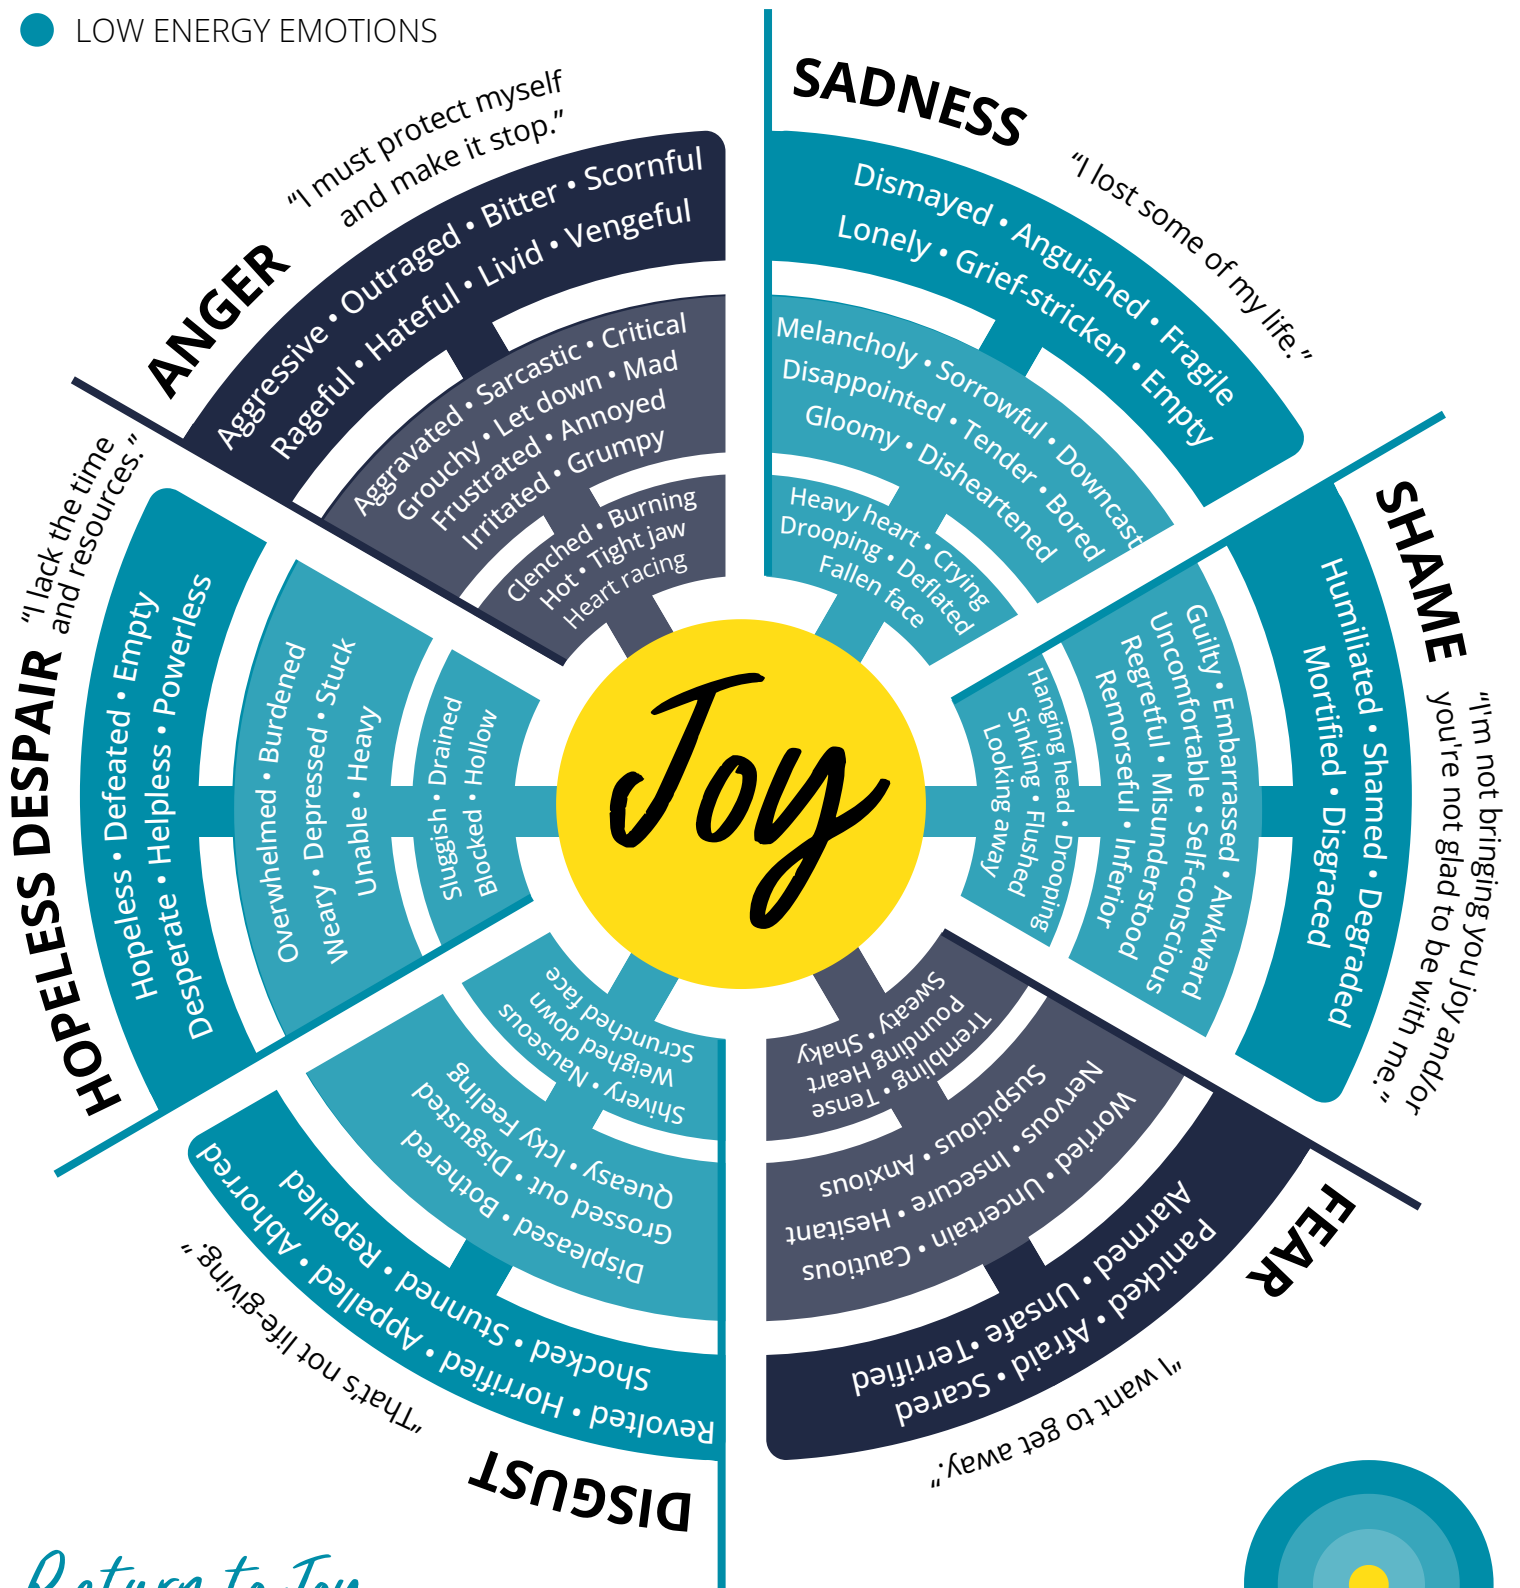 LOW ENERGY EMOTIONS
SADNESS
“I lost some of my life.”
Dismayed • Anguished • Fragile
Lonely • Grief-stricken • Empty
Melancholy • Sorrowful • Downcast
Disappointed • Tender • Bored
Gloomy • Disheartened
Heavy heart • Crying
Drooping • Deflated
Fallen face
SHAME
“I'm not bringing you joy and/or
you're not glad to be with me.”
Humiliated • Shamed • Degraded
Mortified • Disgraced
Guilty • Embarrassed • Awkward
Uncomfortable • Self-conscious
Regretful • Misunderstood
Remorseful • Inferior
Hanging head • Drooping
Sinking • Flushed
Looking away
FEAR
“I want to get away.”
Panicked • Afraid • Scared
Alarmed • Unsafe • Terrified
Worried • Uncertain • Cautious
Nervous • Insecure • Hesitant
Suspicious • Anxious
Trembling • Tense
Pounding Heart
Sweaty • Shaky
DISGUST
“That's not life-giving.”
Revolted • Horrified • Appalled • Abhorred
Shocked • Stunned • Repelled
Displeased • Bothered
Grossed out • Disgusted
Queasy • Icky Feeling
Shivery • Nauseous
Weighed down
Scrunched face
HOPELESS DESPAIR
“I lack the time
and resources.”
Hopeless • Defeated • Empty
Desperate • Helpless • Powerless
Overwhelmed • Burdened
Weary • Depressed • Stuck
Unable • Heavy
Sluggish • Drained
Blocked • Hollow
ANGER
“I must protect myself
and make it stop.”
Aggressive • Outraged • Bitter • Scornful
Rageful • Hateful • Livid • Vengeful
Aggravated • Sarcastic • Critical
Grouchy • Let down • Mad
Frustrated • Annoyed
Irritated • Grumpy
Clenched • Burning
Hot • Tight jaw
Heart racing
Joy
Return to Joy